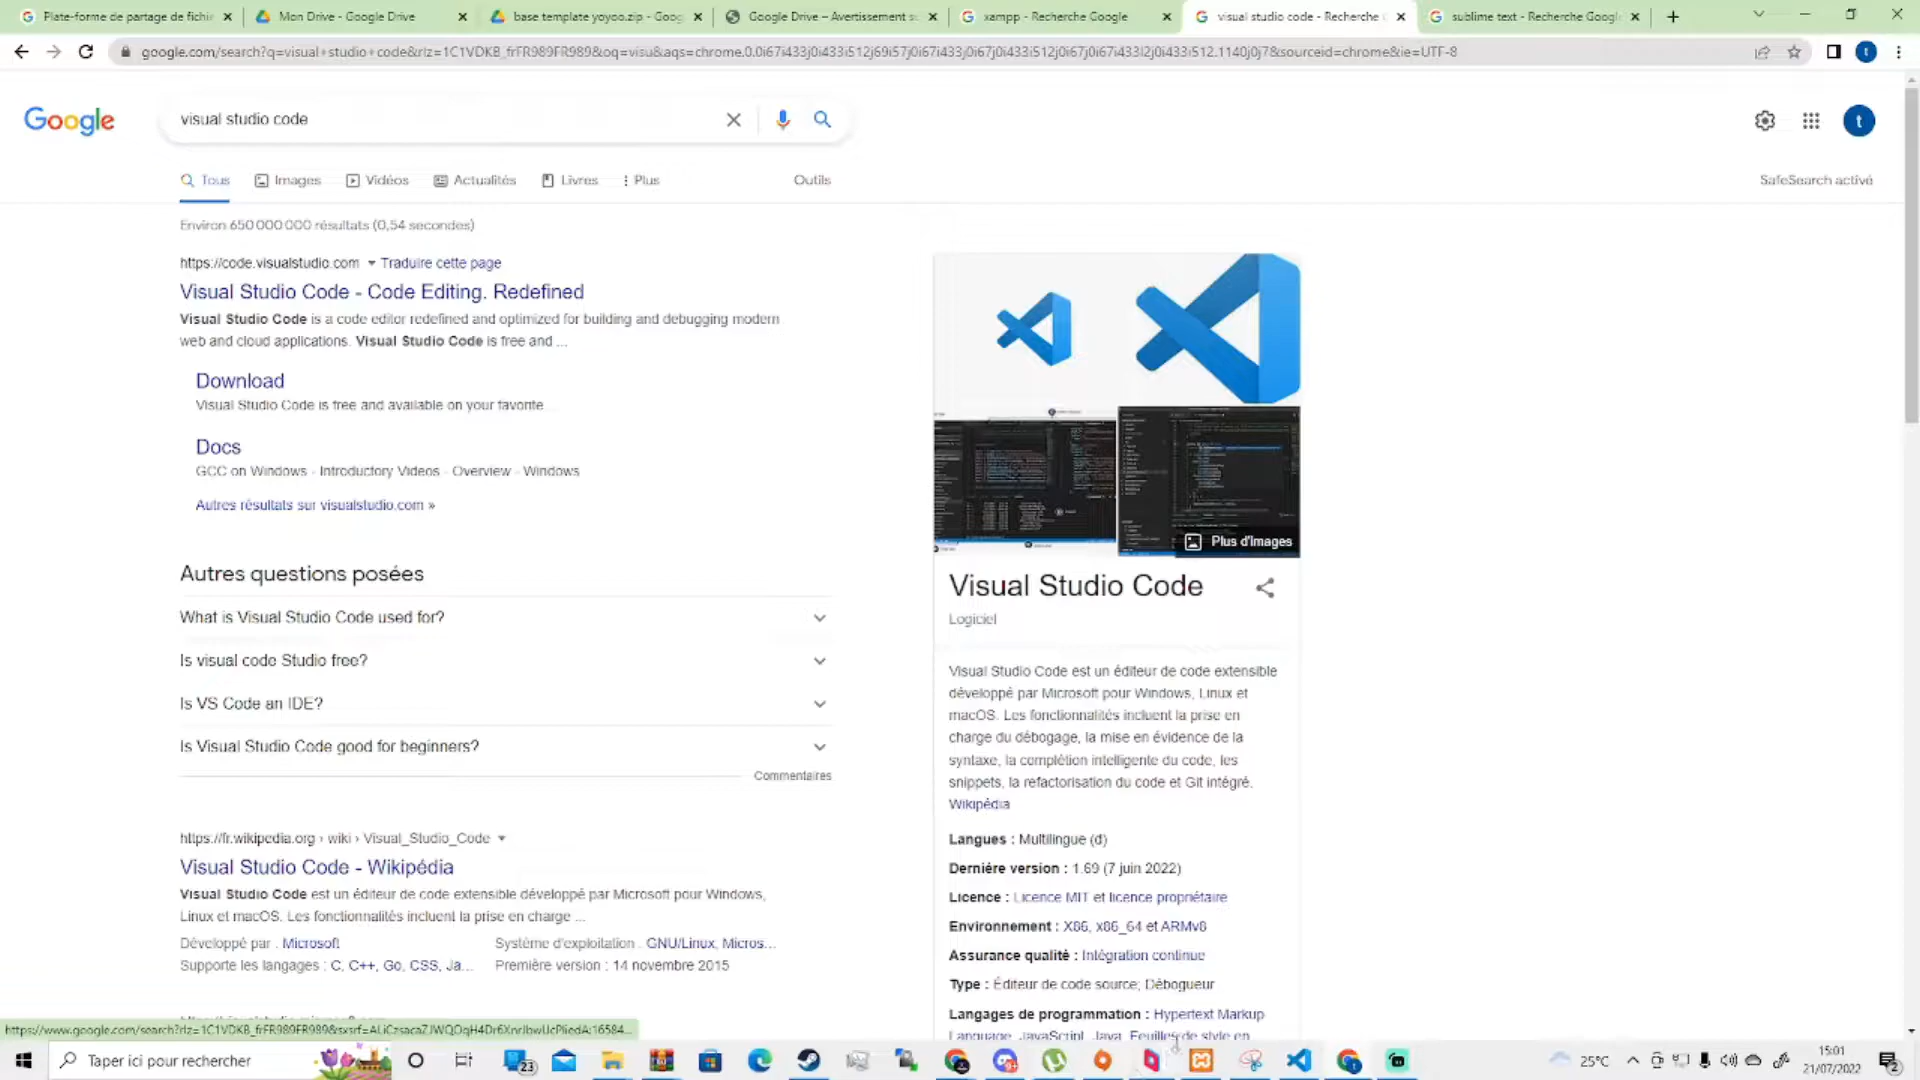 Plate-forme de partage de fichie
Mon Drive - Google Drive
base template yoyoo.zip - Goog
Google Drive – Avertissement su
xampp - Recherche Google
visual studio code - Recherche G
sublime text - Recherche Google
google.com/search?q=visual+studio+code&rlz=1C1VDKB_frFR989FR989&oq=visu&aqs=chrome.0.0i67i433j0i433i512j69i57j0i67i433j0i67j0i433i512j0i67j0i67i433l2j0i433i512.1140j0j7&sourceid=chrome&ie=UTF-8
t
Google
visual studio code
t
Tous
Images
Vidéos
Actualités
Livres
Plus
Outils
SafeSearch activé
Environ 650 000 000 résultats (0,54 secondes)
https://code.visualstudio.com Traduire cette page
Visual Studio Code - Code Editing. Redefined
Visual Studio Code is a code editor redefined and optimized for building and debugging modern
web and cloud applications. Visual Studio Code is free and ...
Download
Visual Studio Code is free and available on your favorite
Docs
GCC on Windows · Introductory Videos · Overview · Windows
Autres résultats sur visualstudio.com »
Autres questions posées
What is Visual Studio Code used for?
Is visual code Studio free?
Is VS Code an IDE?
Is Visual Studio Code good for beginners?
Commentaires
https://fr.wikipedia.org › wiki › Visual_Studio_Code
Visual Studio Code - Wikipédia
Visual Studio Code est un éditeur de code extensible développé par Microsoft pour Windows,
Linux et macOS. Les fonctionnalités incluent la prise en charge ...
Développé par : Microsoft
Système d'exploitation : GNU/Linux, Micros...
Supporte les langages : C, C++, Go, CSS, Ja...
Première version : 14 novembre 2015
Plus d'images
Visual Studio Code
Logiciel
Visual Studio Code est un éditeur de code extensible
développé par Microsoft pour Windows, Linux et
macOS. Les fonctionnalités incluent la prise en
charge du débogage, la mise en évidence de la
syntaxe, la complétion intelligente du code, les
snippets, la refactorisation du code et Git intégré.
Wikipédia
Langues : Multilingue (d)
Dernière version : 1.69 (7 juin 2022)
Licence : Licence MIT et licence propriétaire
Environnement : X86, x86_64 et ARMv8
Assurance qualité : Intégration continue
Type : Éditeur de code source; Débogueur
Langages de programmation : Hypertext Markup
Language, JavaScript, Java, Feuilles de style en
Taper ici pour rechercher
23
25°C
15:01
21/07/2022
2